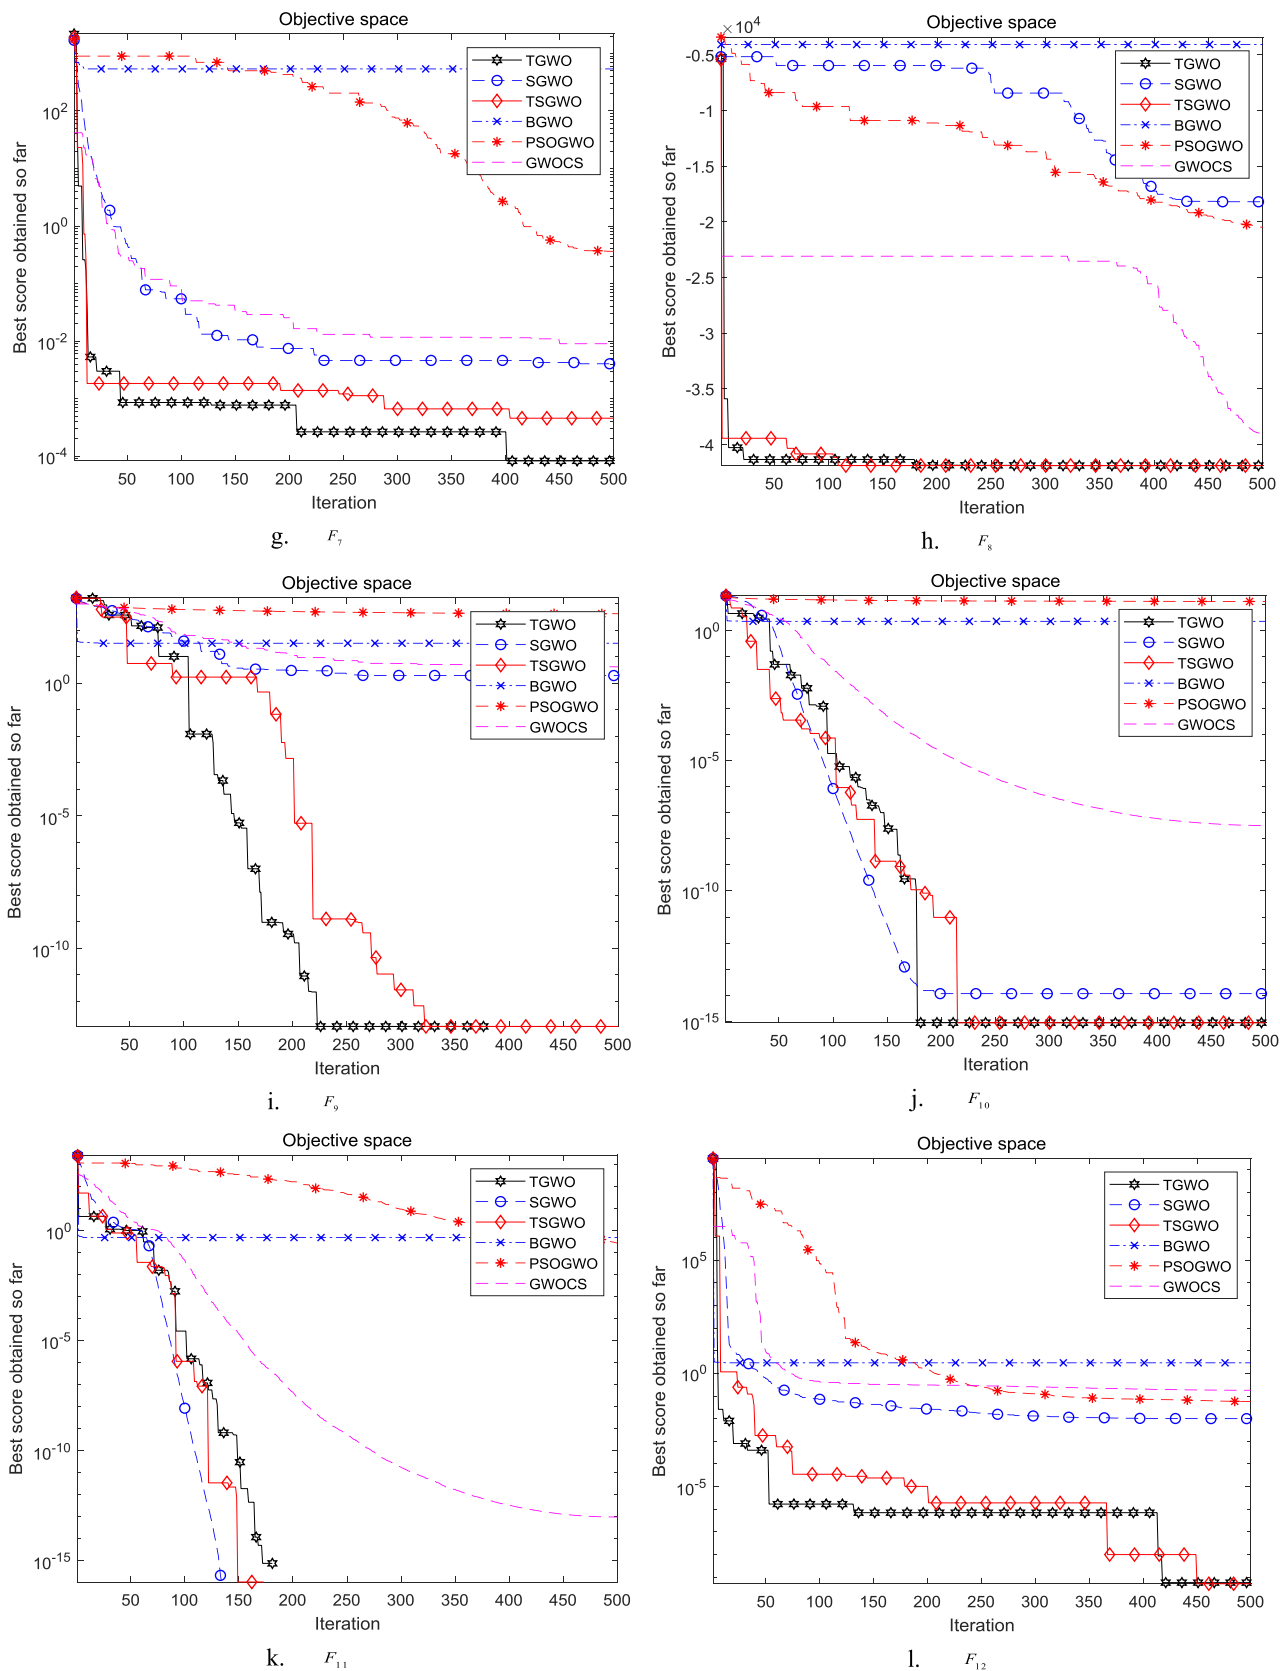 Objective space
Best score obtained so far
10^2
10^0
10^-2
10^-4
TGWO
SGWO
TSGWO
BGWO
PSOGWO
GWOCS
50 100 150 200 250 300 350 400 450 500
Iteration
g. F_7
Objective space
×10^4
Best score obtained so far
-0.5
-1
-1.5
-2
-2.5
-3
-3.5
-4
TGWO
SGWO
TSGWO
BGWO
PSOGWO
GWOCS
50 100 150 200 250 300 350 400 450 500
Iteration
h. F_8
Objective space
Best score obtained so far
10^0
10^-5
10^-10
TGWO
SGWO
TSGWO
BGWO
PSOGWO
GWOCS
50 100 150 200 250 300 350 400 450 500
Iteration
i. F_9
Objective space
Best score obtained so far
10^0
10^-5
10^-10
10^-15
TGWO
SGWO
TSGWO
BGWO
PSOGWO
GWOCS
50 100 150 200 250 300 350 400 450 500
Iteration
j. F_10
Objective space
Best score obtained so far
10^0
10^-5
10^-10
10^-15
TGWO
SGWO
TSGWO
BGWO
PSOGWO
GWOCS
50 100 150 200 250 300 350 400 450 500
Iteration
k. F_11
Objective space
Best score obtained so far
10^5
10^0
10^-5
TGWO
SGWO
TSGWO
BGWO
PSOGWO
GWOCS
50 100 150 200 250 300 350 400 450 500
Iteration
l. F_12